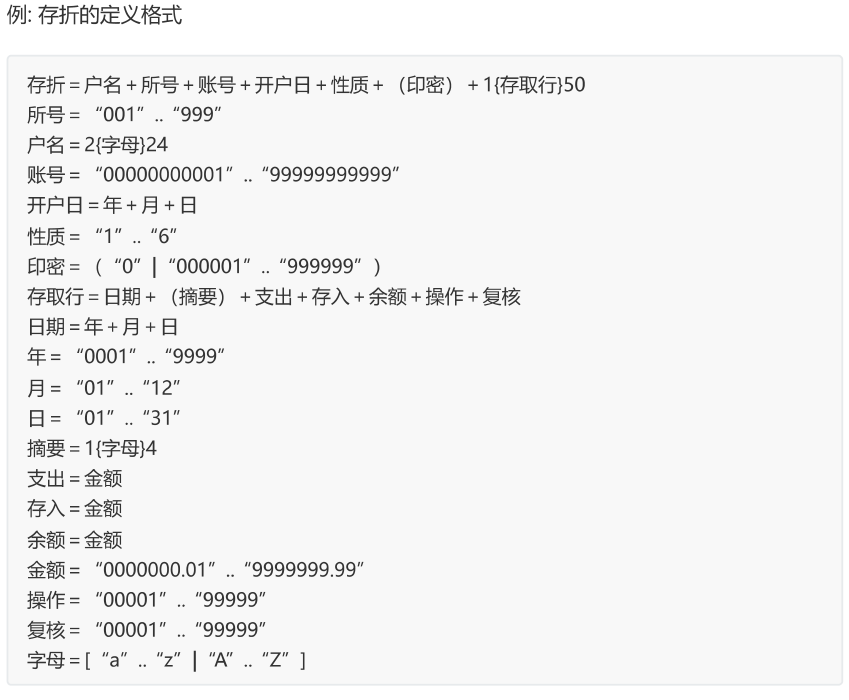 例: 存折的定义格式
存折 = 户名 + 所号 + 账号 + 开户日 + 性质 + （印密） + 1{存取行}50
所号 = “001” .. “999”
户名 = 2{字母}24
账号 = “00000000001” .. “99999999999”
开户日 = 年 + 月 + 日
性质 = “1” .. “6”
印密 = （ “0” | “000001” .. “999999” ）
存取行 = 日期 + （摘要） + 支出 + 存入 + 余额 + 操作 + 复核
日期 = 年 + 月 + 日
年 = “0001” .. “9999”
月 = “01” .. “12”
日 = “01” .. “31”
摘要 = 1{字母}4
支出 = 金额
存入 = 金额
余额 = 金额
金额 = “0000000.01” .. “9999999.99”
操作 = “00001” .. “99999”
复核 = “00001” .. “99999”
字母 = [ “a” .. “z” | “A” .. “Z” ]